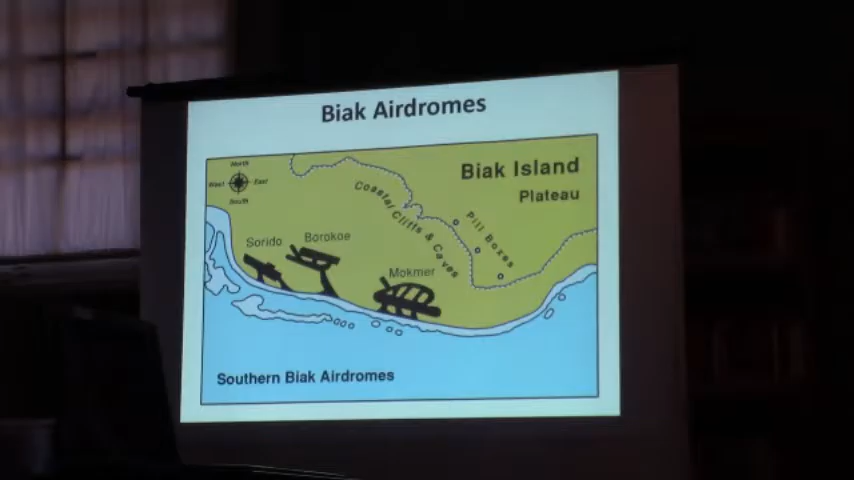 Biak Airdromes
North
West
East
South
Biak Island
Plateau
Coastal Cliffs & Caves
Pill Boxes
Sorido
Borokoe
Mokmer
Southern Biak Airdromes